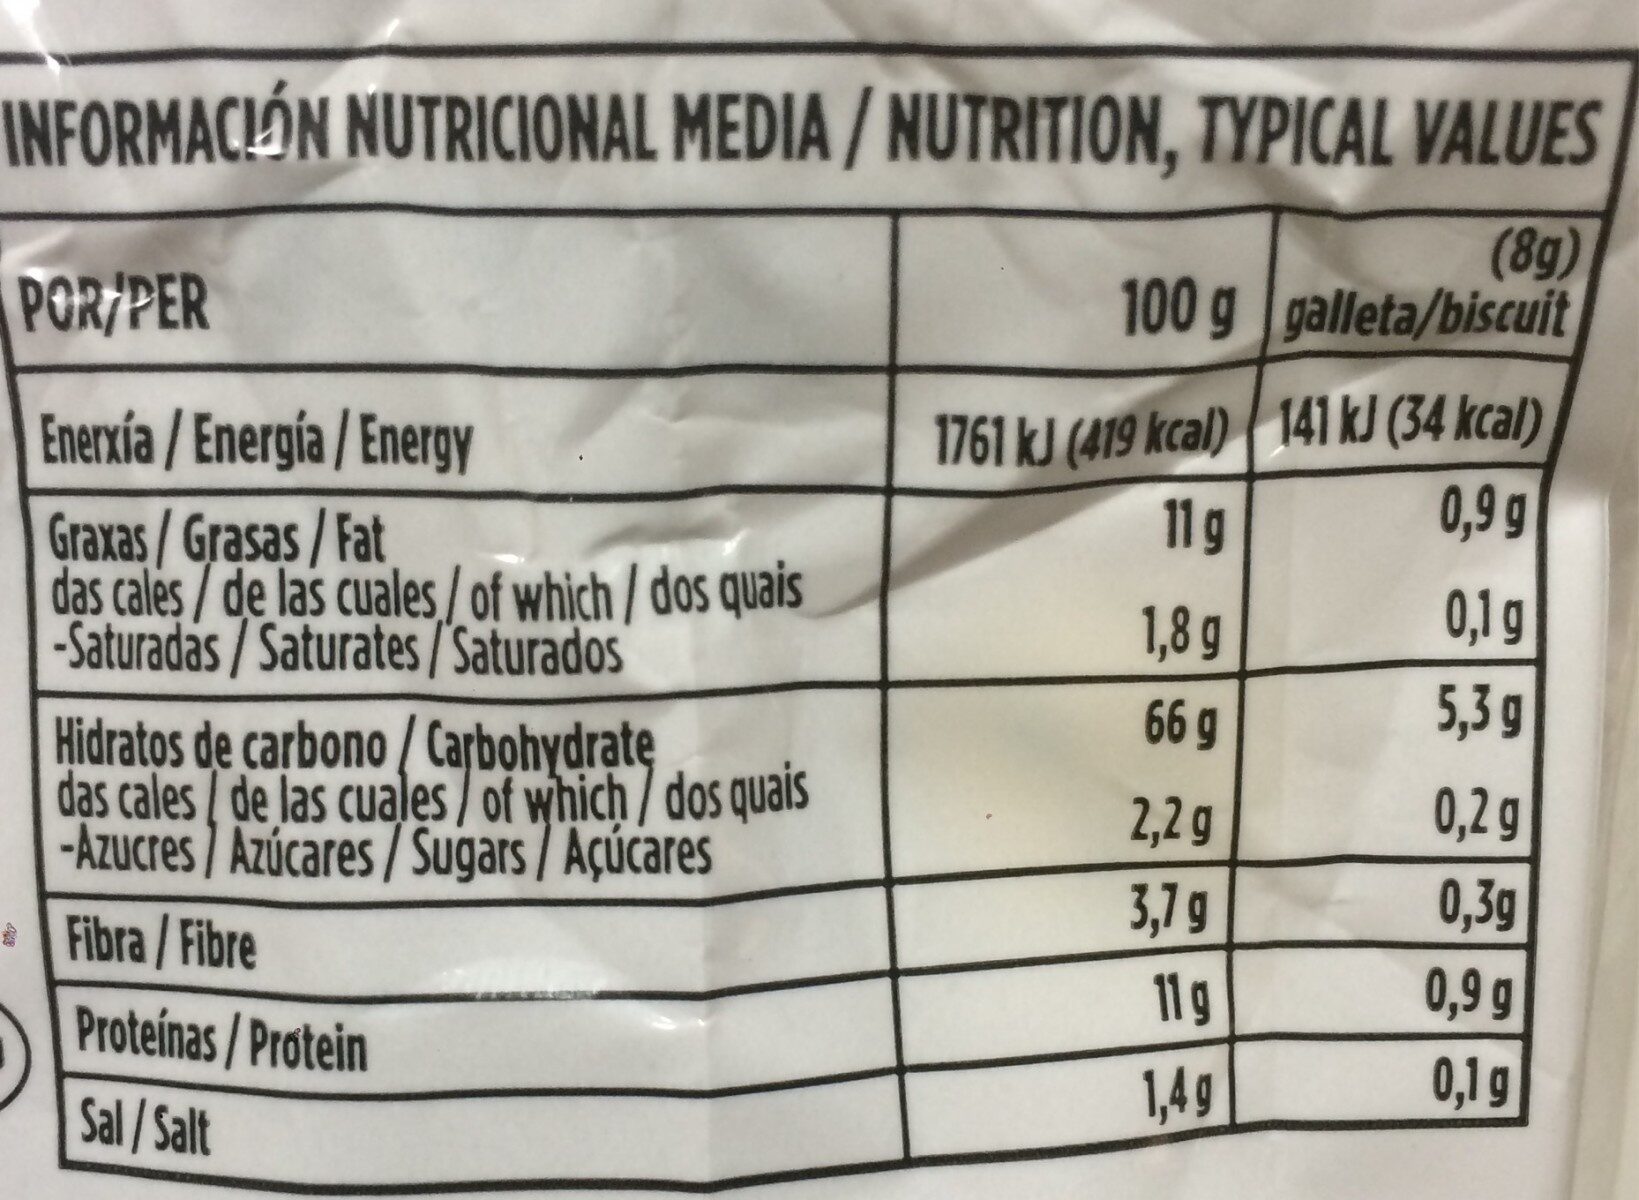 INFORMACIÓN NUTRICIONAL MEDIA / NUTRITION, TYPICAL VALUES
POR/PER 100 g (8g) galleta/biscuit
Enerxía / Energía / Energy 1761 kJ (419 kcal) 141 kJ (34 kcal)
Graxas / Grasas / Fat 11 g 0,9 g
das cales / de las cuales / of which / dos quais
-Saturadas / Saturates / Saturados 1,8 g 0,1 g
Hidratos de carbono / Carbohydrate 66 g 5,3 g
das cales / de las cuales / of which / dos quais
-Azucres / Azúcares / Sugars / Açúcares 2,2 g 0,2 g
Fibra / Fibre 3,7 g 0,3g
Proteínas / Protein 11 g 0,9 g
Sal / Salt 1,4 g 0,1 g